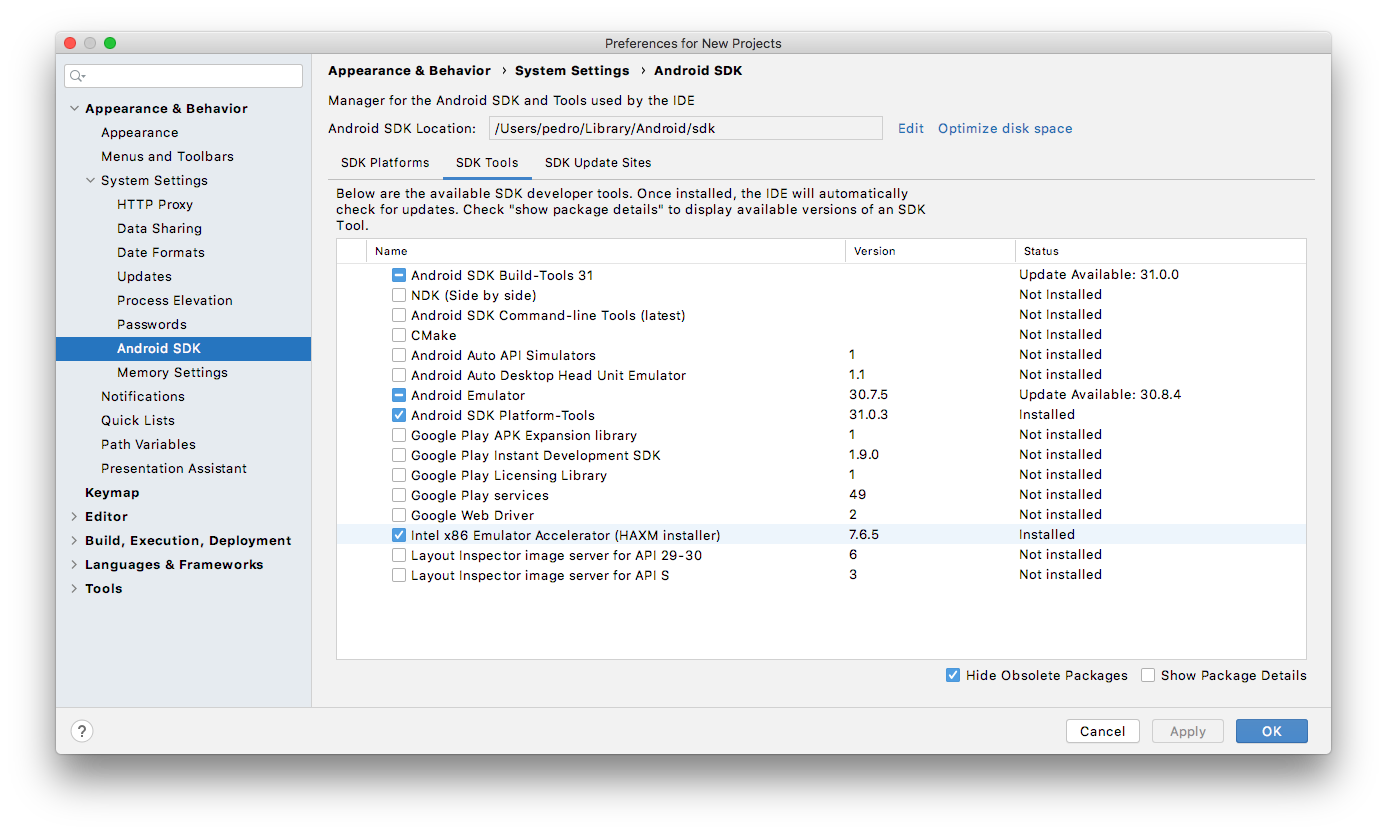 Preferences for New Projects
Appearance & Behavior
Appearance
Menus and Toolbars
System Settings
HTTP Proxy
Data Sharing
Date Formats
Updates
Process Elevation
Passwords
Android SDK
Memory Settings
Notifications
Quick Lists
Path Variables
Presentation Assistant
Keymap
Editor
Build, Execution, Deployment
Languages & Frameworks
Tools
Appearance & Behavior › System Settings › Android SDK
Manager for the Android SDK and Tools used by the IDE
Android SDK Location: /Users/pedro/Library/Android/sdk Edit Optimize disk space
SDK Platforms SDK Tools SDK Update Sites
Below are the available SDK developer tools. Once installed, the IDE will automatically
check for updates. Check "show package details" to display available versions of an SDK
Tool.
Name Version Status
Android SDK Build-Tools 31 Update Available: 31.0.0
NDK (Side by side) Not Installed
Android SDK Command-line Tools (latest) Not Installed
CMake Not Installed
Android Auto API Simulators 1 Not installed
Android Auto Desktop Head Unit Emulator 1.1 Not installed
Android Emulator 30.7.5 Update Available: 30.8.4
Android SDK Platform-Tools 31.0.3 Installed
Google Play APK Expansion library 1 Not installed
Google Play Instant Development SDK 1.9.0 Not installed
Google Play Licensing Library 1 Not installed
Google Play services 49 Not installed
Google Web Driver 2 Not installed
Intel x86 Emulator Accelerator (HAXM installer) 7.6.5 Installed
Layout Inspector image server for API 29-30 6 Not installed
Layout Inspector image server for API S 3 Not installed
Hide Obsolete Packages Show Package Details
? Cancel Apply OK